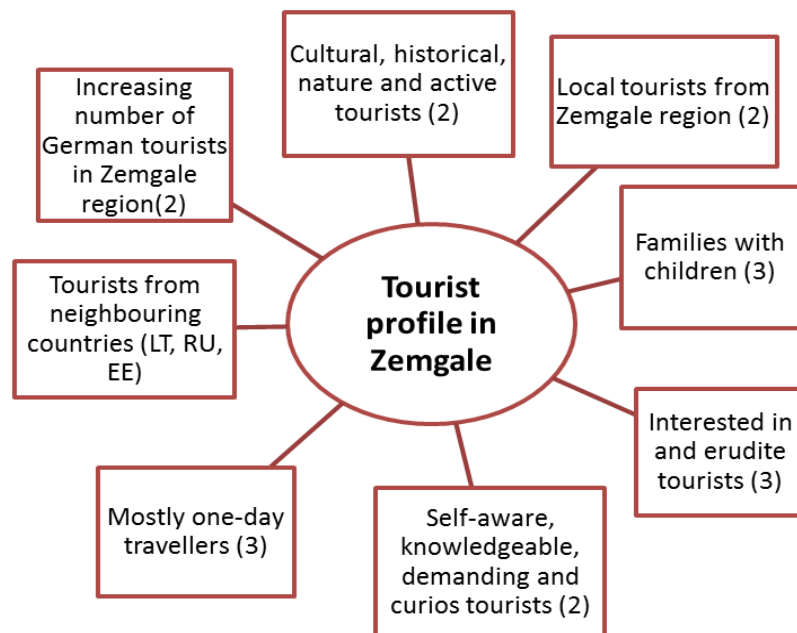 Cultural, historical,
nature and active
tourists (2)
Local tourists from
Zemgale region (2)
Families with
children (3)
Interested in
and erudite
tourists (3)
Self-aware,
knowledgeable,
demanding and
curios tourists (2)
Mostly one-day
travellers (3)
Tourists from
neighbouring
countries (LT, RU,
EE)
Increasing
number of
German tourists
in Zemgale
region(2)
Tourist
profile in
Zemgale